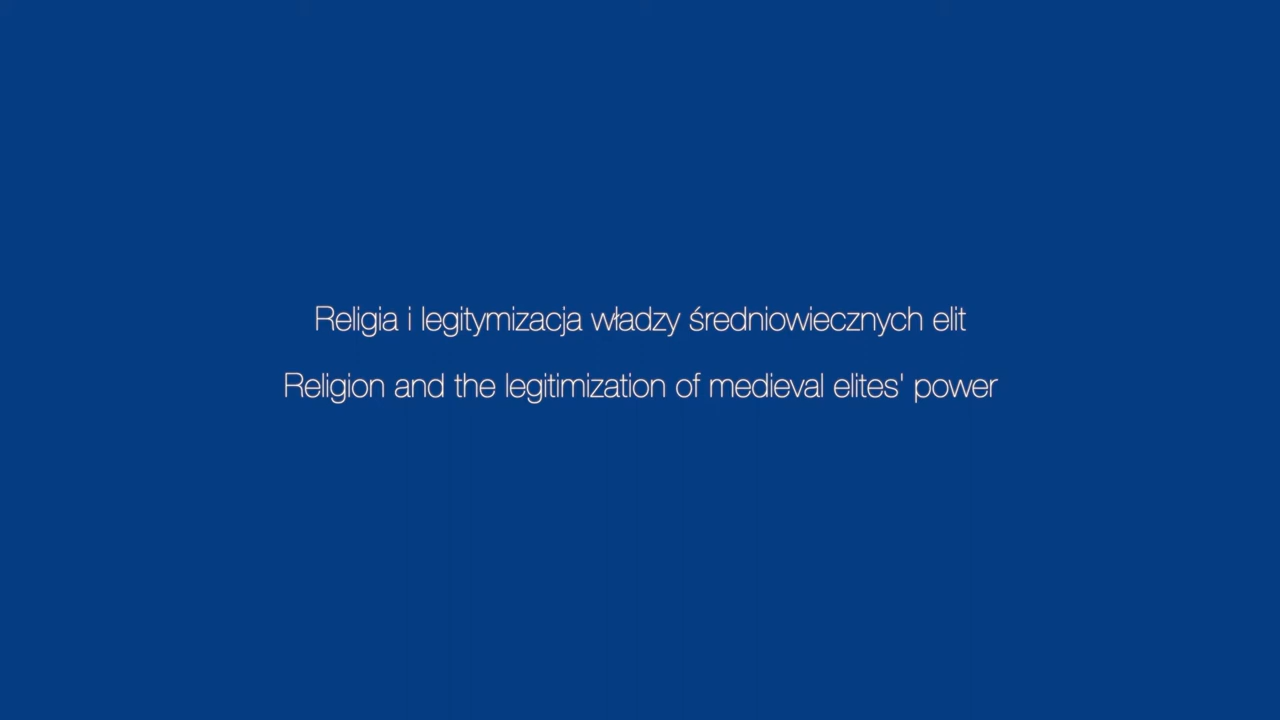 Religia i legitymizacja władzy średniowiecznych elit
Religion and the legitimization of medieval elites' power